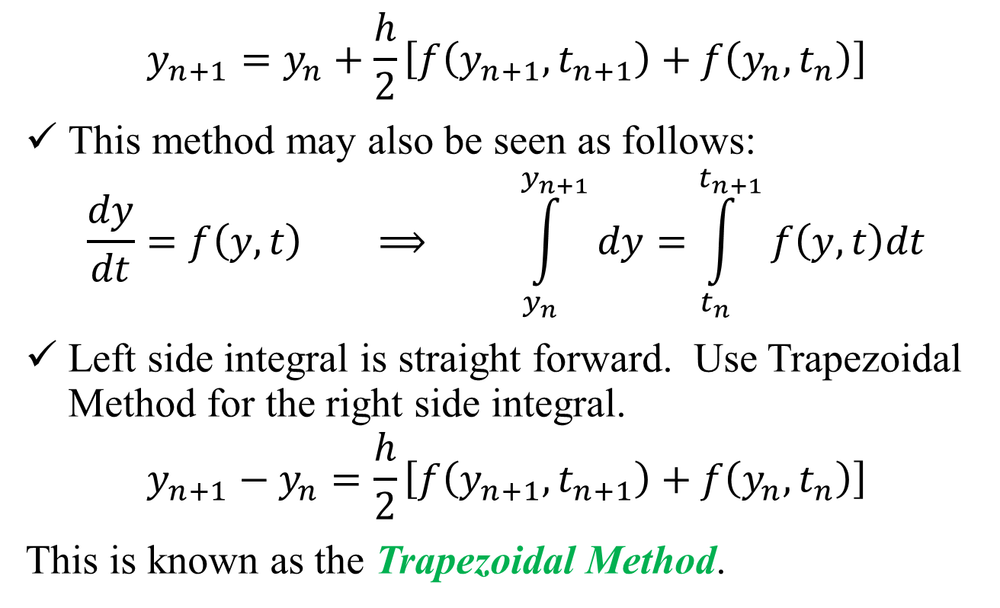 y_{n+1} = y_n + \frac{h}{2}[f(y_{n+1}, t_{n+1}) + f(y_n, t_n)]
✓ This method may also be seen as follows:
\frac{dy}{dt} = f(y, t) ⟹ \int_{y_n}^{y_{n+1}} dy = \int_{t_n}^{t_{n+1}} f(y, t)dt
✓ Left side integral is straight forward. Use Trapezoidal
Method for the right side integral.
y_{n+1} − y_n = \frac{h}{2}[f(y_{n+1}, t_{n+1}) + f(y_n, t_n)]
This is known as the Trapezoidal Method.